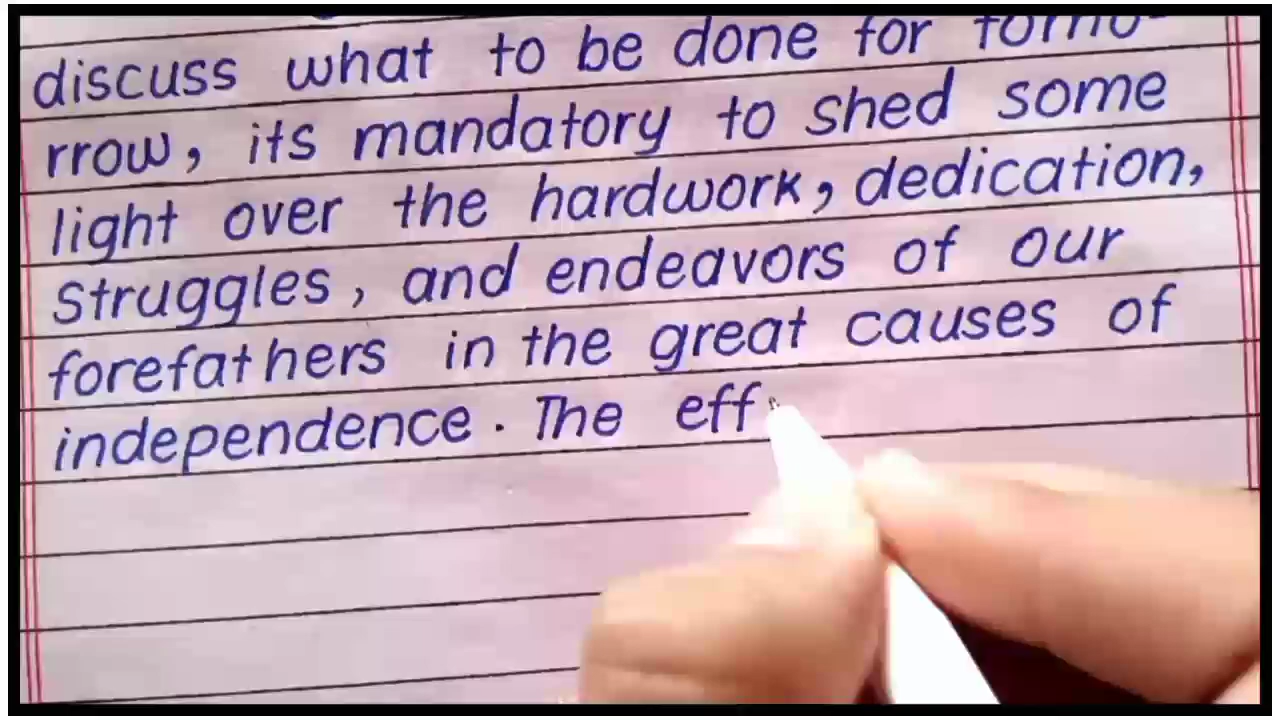 discuss what to be done for tomo-
rrow, its mandatory to shed some
light over the hardwork, dedication,
Struggles, and endeavors of our
forefathers in the great causes of
independence. The eff